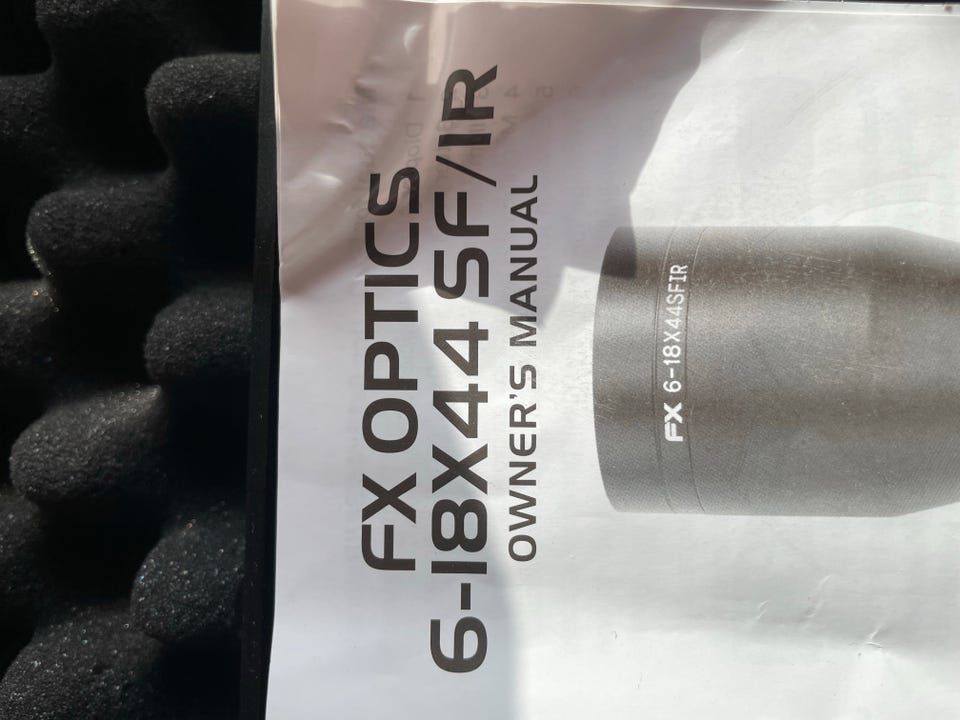 FX OPTICS
6-18X44 SF/IR
OWNER'S MANUAL
FX 6-18X44SFIR